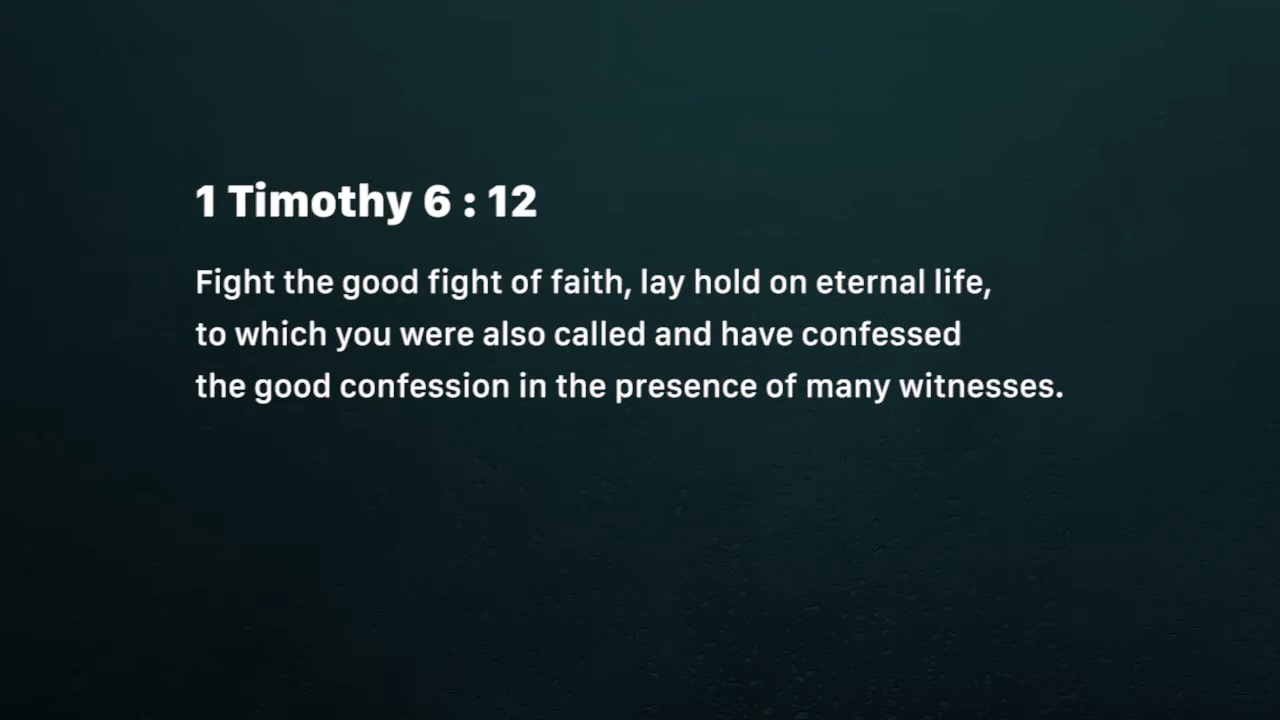 1 Timothy 6 : 12
Fight the good fight of faith, lay hold on eternal life,
to which you were also called and have confessed
the good confession in the presence of many witnesses.